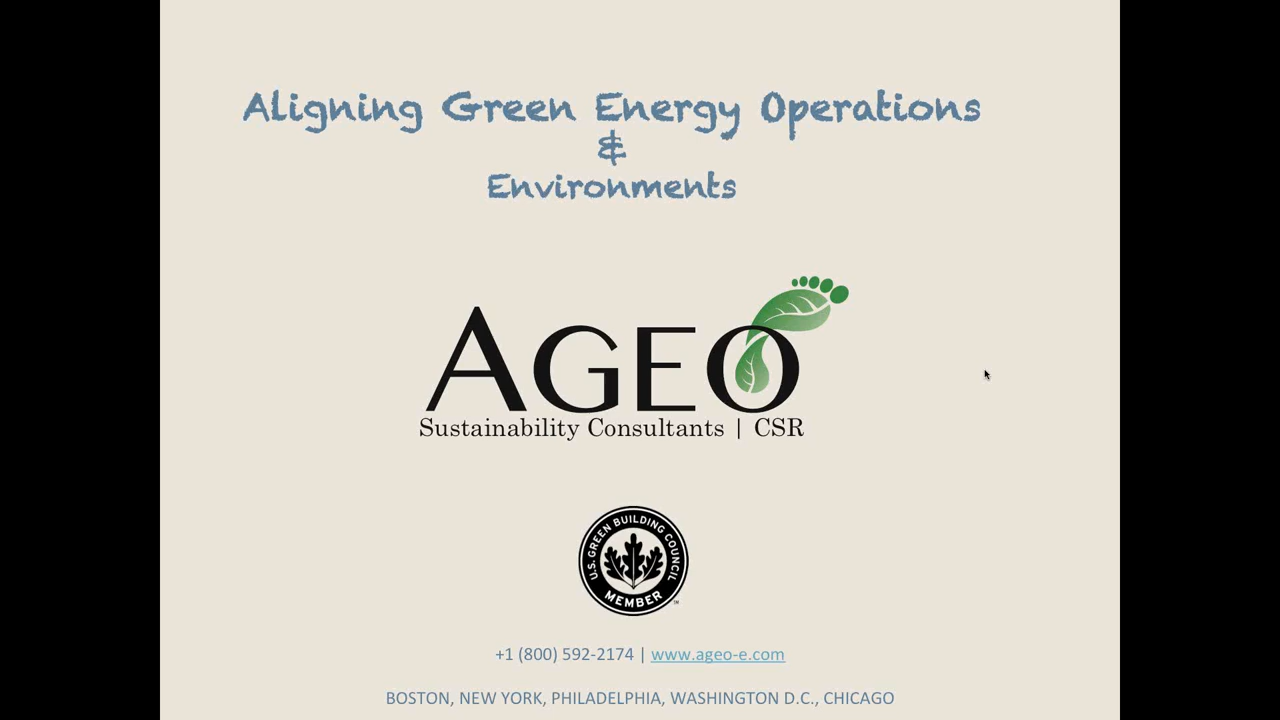 Aligning Green Energy Operations
&
Environments
AGEO
Sustainability Consultants | CSR
U.S. GREEN BUILDING COUNCIL
MEMBER
TM
+1 (800) 592-2174 | www.ageo-e.com
BOSTON, NEW YORK, PHILADELPHIA, WASHINGTON D.C., CHICAGO